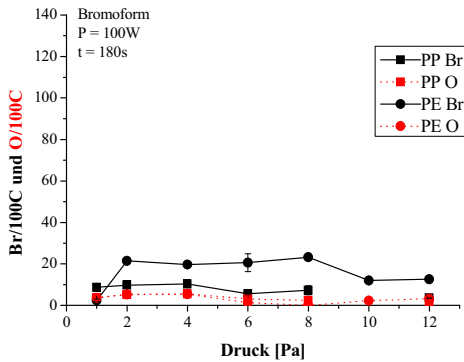 Bromoform
P = 100W
t = 180s
PP Br
PP O
PE Br
PE O
Br/100C und O/100C
140
120
100
80
60
40
20
0
0 2 4 6 8 10 12
Druck [Pa]